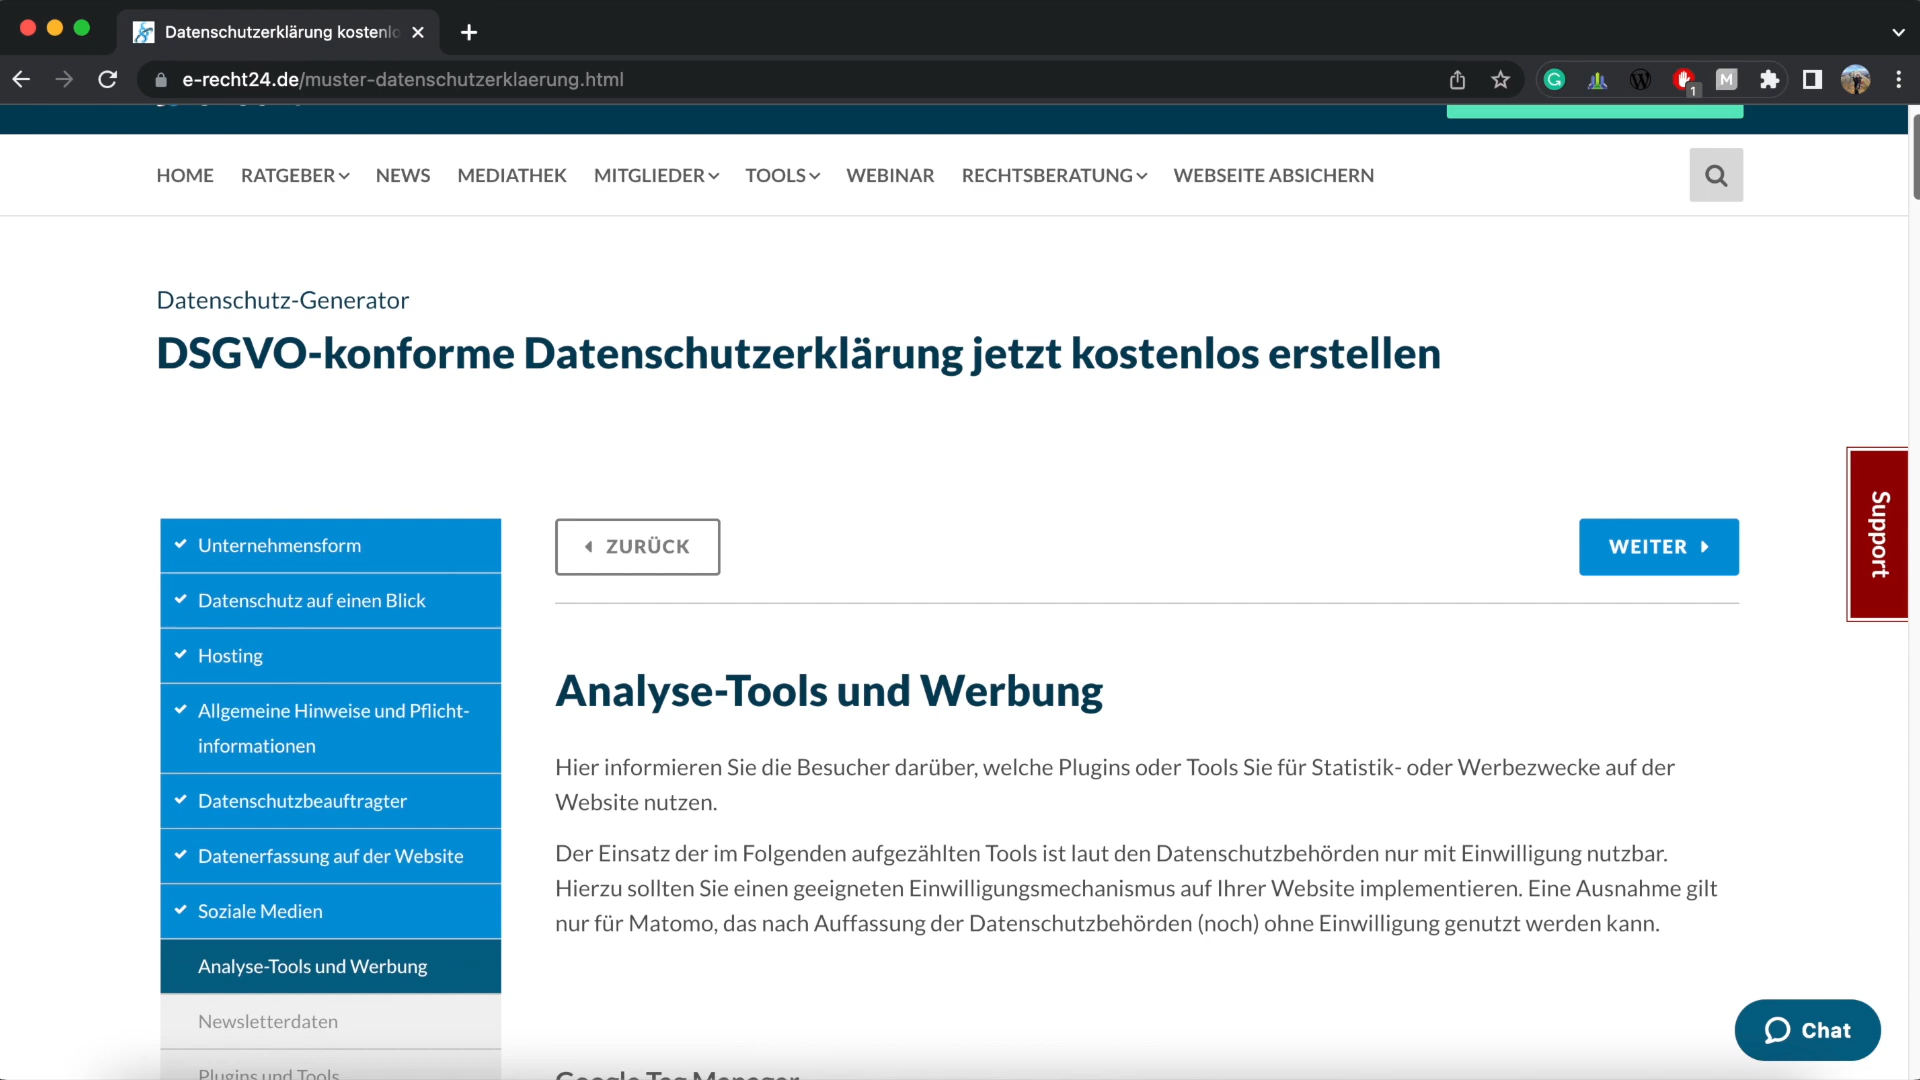 Datenschutzerklärung kostenlo
e-recht24.de/muster-datenschutzerklaerung.html
1
M
HOME RATGEBER NEWS MEDIATHEK MITGLIEDER TOOLS WEBINAR RECHTSBERATUNG WEBSEITE ABSICHERN
Datenschutz-Generator
DSGVO-konforme Datenschutzerklärung jetzt kostenlos erstellen
Support
Unternehmensform
Datenschutz auf einen Blick
Hosting
Allgemeine Hinweise und Pflicht-
informationen
Datenschutzbeauftragter
Datenerfassung auf der Website
Soziale Medien
Analyse-Tools und Werbung
Newsletterdaten
Plugins und Tools
ZURÜCK
WEITER
Analyse-Tools und Werbung
Hier informieren Sie die Besucher darüber, welche Plugins oder Tools Sie für Statistik- oder Werbezwecke auf der
Website nutzen.
Der Einsatz der im Folgenden aufgezählten Tools ist laut den Datenschutzbehörden nur mit Einwilligung nutzbar.
Hierzu sollten Sie einen geeigneten Einwilligungsmechanismus auf Ihrer Website implementieren. Eine Ausnahme gilt
nur für Matomo, das nach Auffassung der Datenschutzbehörden (noch) ohne Einwilligung genutzt werden kann.
Google Tag Manager
Chat